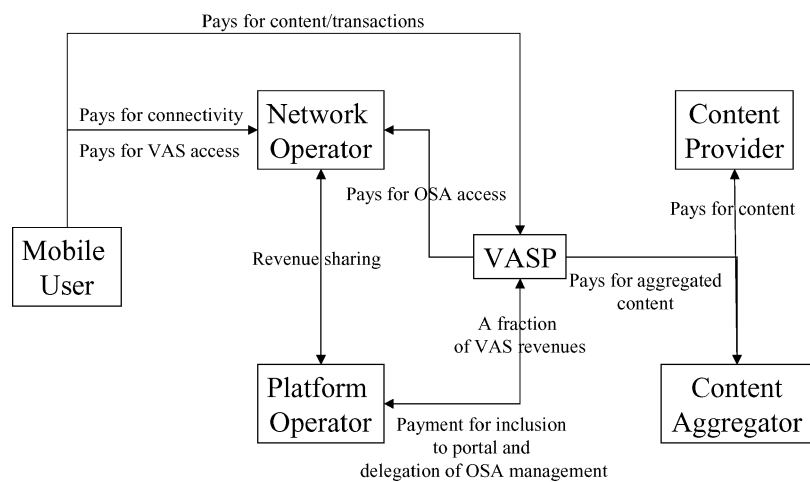 Pays for content/transactions
Pays for connectivity
Pays for VAS access
Network
Operator
Content
Provider
Pays for OSA access
Pays for content
Mobile
User
Revenue sharing
VASP
Pays for aggregated
content
A fraction
of VAS revenues
Platform
Operator
Content
Aggregator
Payment for inclusion
to portal and
delegation of OSA management